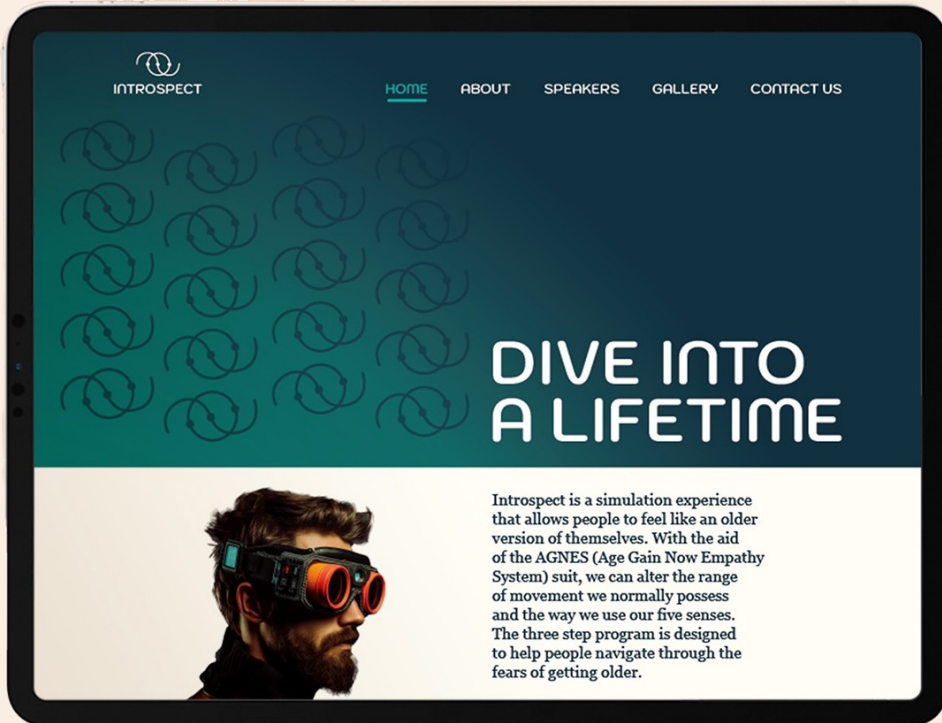 INTROSPECT
HOME ABOUT SPEAKERS GALLERY CONTACT US
DIVE INTO
A LIFETIME
Introspect is a simulation experience
that allows people to feel like an older
version of themselves. With the aid
of the AGNES (Age Gain Now Empathy
System) suit, we can alter the range
of movement we normally possess
and the way we use our five senses.
The three step program is designed
to help people navigate through the
fears of getting older.